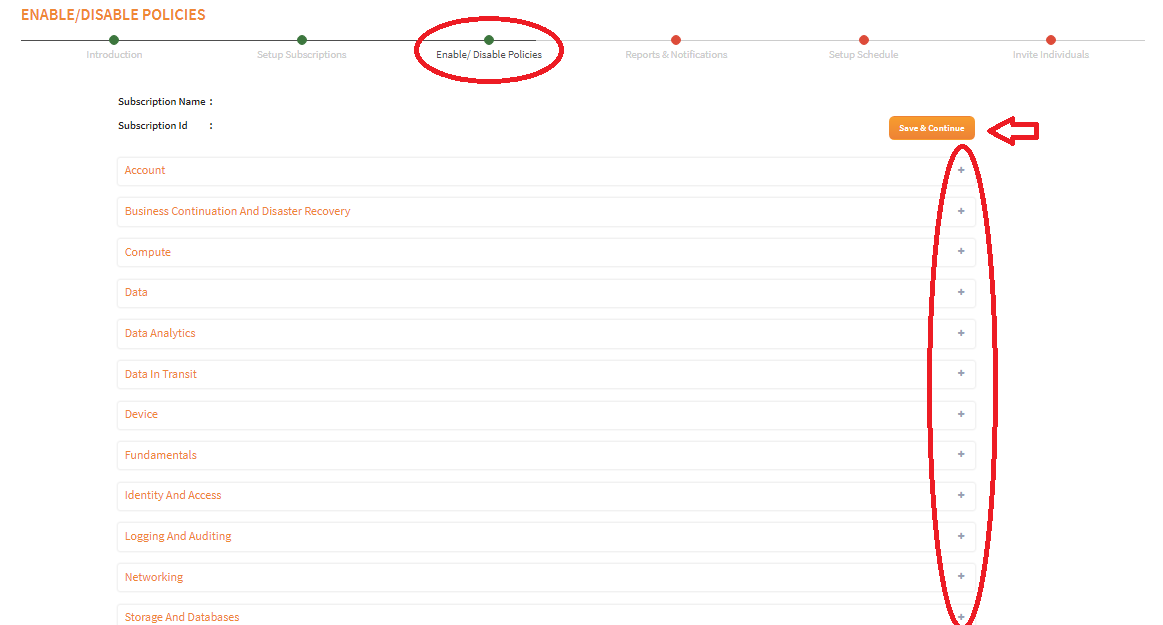 ENABLE/DISABLE POLICIES
Introduction
Setup Subscriptions
Enable/ Disable Policies
Reports & Notifications
Setup Schedule
Invite Individuals
Subscription Name :
Subscription Id :
Save & Continue
Account +
Business Continuation And Disaster Recovery +
Compute +
Data +
Data Analytics +
Data In Transit +
Device +
Fundamentals +
Identity And Access +
Logging And Auditing +
Networking +
Storage And Databases +